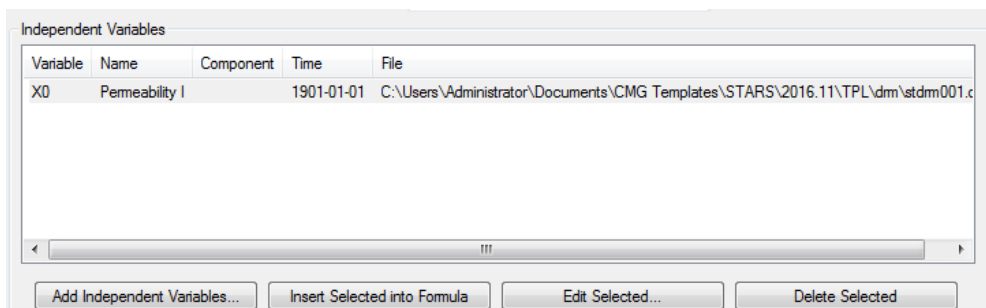 Independent Variables
Variable Name Component Time File
X0 Permeability I 1901-01-01 C:\Users\Administrator\Documents\CMG Templates\STARS\2016.11\TPL\drm\stdrm001.c
Add Independent Variables... Insert Selected into Formula Edit Selected... Delete Selected